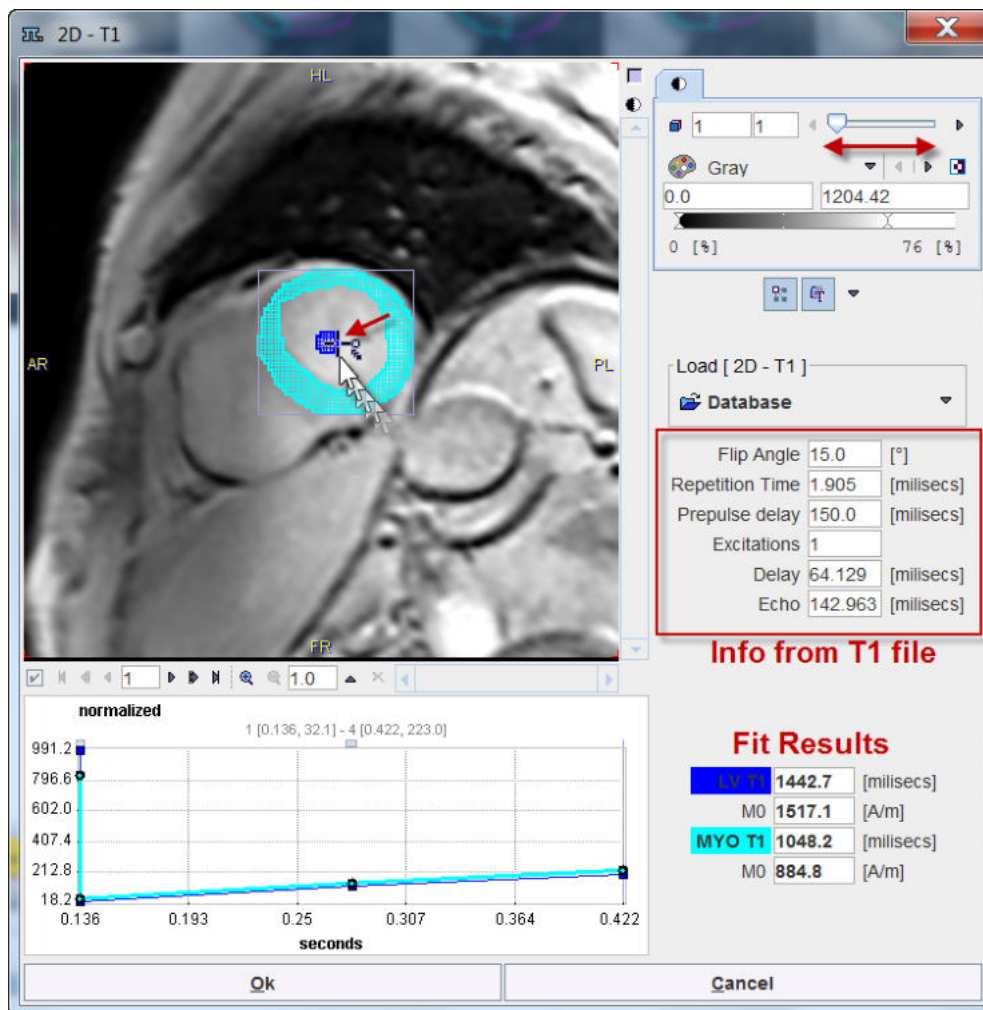 2D - T1
HL
AR
PL
FR
1 1
Gray
0.0 1204.42
0 [%] 76 [%]
Load [ 2D - T1 ]
Database
Flip Angle 15.0 [°]
Repetition Time 1.905 [milisecs]
Prepulse delay 150.0 [milisecs]
Excitations 1
Delay 64.129 [milisecs]
Echo 142.963 [milisecs]
Info from T1 file
1 1.0
normalized
1 [0.136, 32.1] - 4 [0.422, 223.0]
991.2
796.6
602.0
407.4
212.8
18.2
0.136 0.193 0.25 0.307 0.364 0.422
seconds
Fit Results
LV T1 1442.7 [milisecs]
M0 1517.1 [A/m]
MYO T1 1048.2 [milisecs]
M0 884.8 [A/m]
Ok Cancel